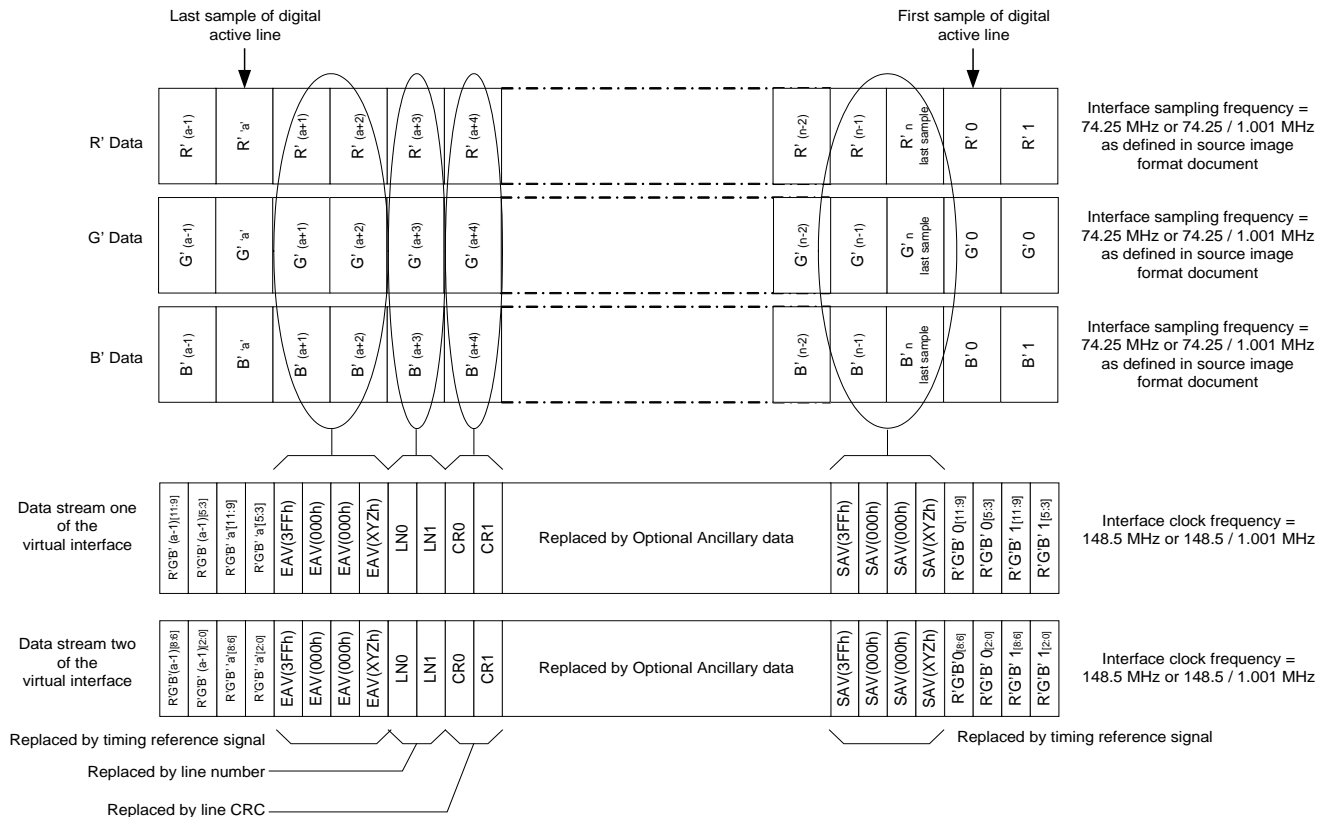 Last sample of digital
active line
First sample of digital
active line
R' Data
R' (a-1)
R' 'a'
R' (a+1)
R' (a+2)
R' (a+3)
R' (a+4)
R' (n-2)
R' (n-1)
R' n
last sample
R' 0
R' 1
Interface sampling frequency =
74.25 MHz or 74.25 / 1.001 MHz
as defined in source image
format document
G' Data
G' (a-1)
G' 'a'
G' (a+1)
G' (a+2)
G' (a+3)
G' (a+4)
G' (n-2)
G' (n-1)
G' n
last sample
G' 0
G' 0
Interface sampling frequency =
74.25 MHz or 74.25 / 1.001 MHz
as defined in source image
format document
B' Data
B' (a-1)
B' 'a'
B' (a+1)
B' (a+2)
B' (a+3)
B' (a+4)
B' (n-2)
B' (n-1)
B' n
last sample
B' 0
B' 1
Interface sampling frequency =
74.25 MHz or 74.25 / 1.001 MHz
as defined in source image
format document
Data stream one
of the
virtual interface
R'G'B' (a-1)[11:9]
R'G'B' (a-1)[5:3]
R'G'B' 'a'[11:9]
R'G'B' 'a'[5:3]
EAV(3FFh)
EAV(000h)
EAV(000h)
EAV(XYZh)
LN0
LN1
CR0
CR1
Replaced by Optional Ancillary data
SAV(3FFh)
SAV(000h)
SAV(000h)
SAV(XYZh)
R'G'B' 0[11:9]
R'G'B' 0[5:3]
R'G'B' 1[11:9]
R'G'B' 1[5:3]
Interface clock frequency =
148.5 MHz or 148.5 / 1.001 MHz
Data stream two
of the
virtual interface
R'G'B'(a-1)[8:6]
R'G'B' (a-1)[2:0]
R'G'B' 'a'[8:6]
R'G'B' 'a'[2:0]
EAV(3FFh)
EAV(000h)
EAV(000h)
EAV(XYZh)
LN0
LN1
CR0
CR1
Replaced by Optional Ancillary data
SAV(3FFh)
SAV(000h)
SAV(000h)
SAV(XYZh)
R'G'B'0[8:6]
R'G'B' 0[2:0]
R'G'B' 1[8:6]
R'G'B' 1[2:0]
Interface clock frequency =
148.5 MHz or 148.5 / 1.001 MHz
Replaced by timing reference signal
Replaced by timing reference signal
Replaced by line number
Replaced by line CRC